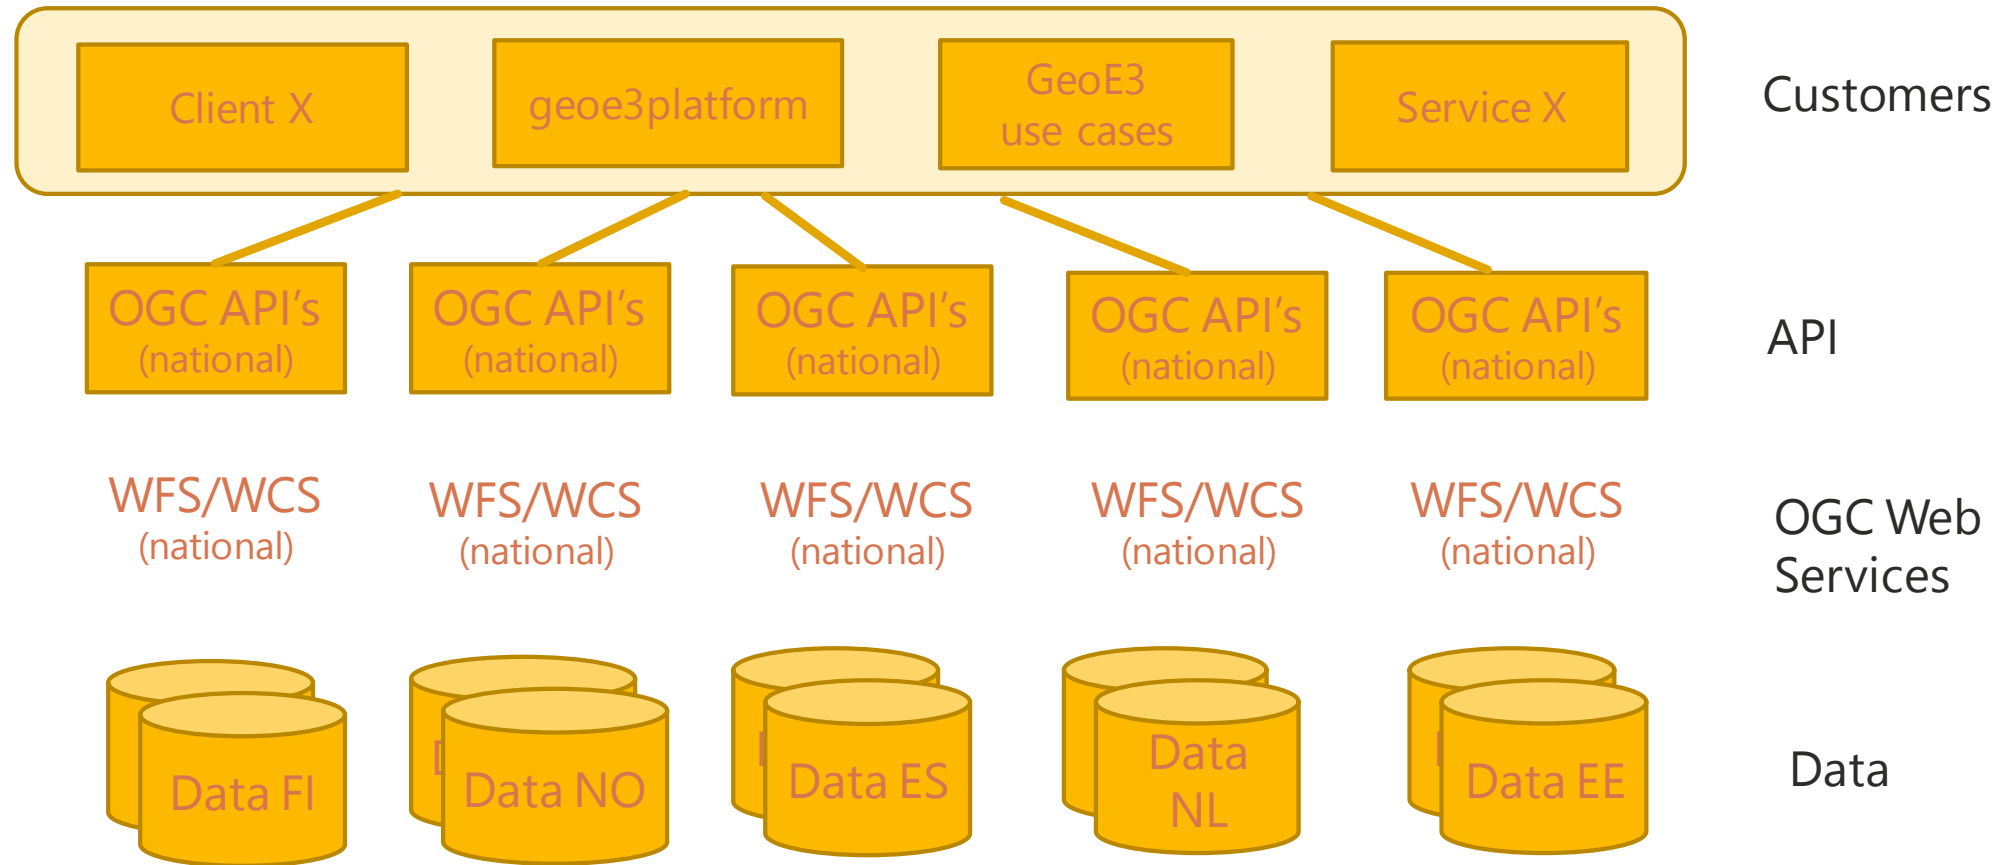 Client X
geoe3platform
GeoE3
use cases
Service X
Customers
OGC API’s
(national)
OGC API’s
(national)
OGC API’s
(national)
OGC API’s
(national)
OGC API’s
(national)
API
WFS/WCS
(national)
WFS/WCS
(national)
WFS/WCS
(national)
WFS/WCS
(national)
WFS/WCS
(national)
OGC Web
Services
Data FI
Data NO
Data ES
Data
NL
Data EE
Data